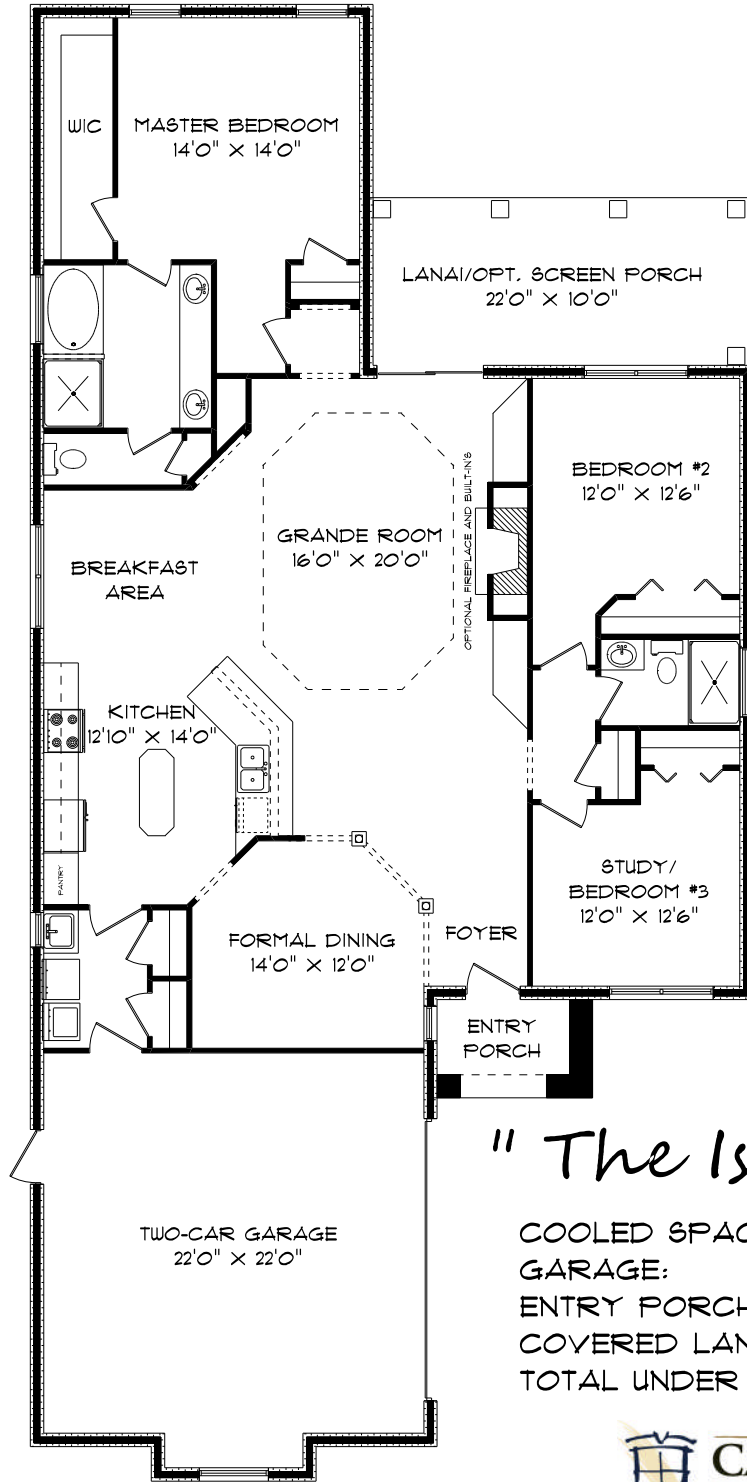 WIC
MASTER BEDROOM
14'0" X 14'0"
LANAI/OPT. SCREEN PORCH
22'0" X 10'0"
BEDROOM #2
12'0" X 12'6"
GRANDE ROOM
16'0" X 20'0"
OPTIONAL FIREPLACE AND BUILT-IN'S
BREAKFAST
AREA
KITCHEN
12'10" X 14'0"
PANTRY
STUDY/
BEDROOM #3
12'0" X 12'6"
FORMAL DINING
14'0" X 12'0"
FOYER
ENTRY
PORCH
TWO-CAR GARAGE
22'0" X 22'0"
" The Is
COOLED SPAC
GARAGE:
ENTRY PORCH
COVERED LAN
TOTAL UNDER